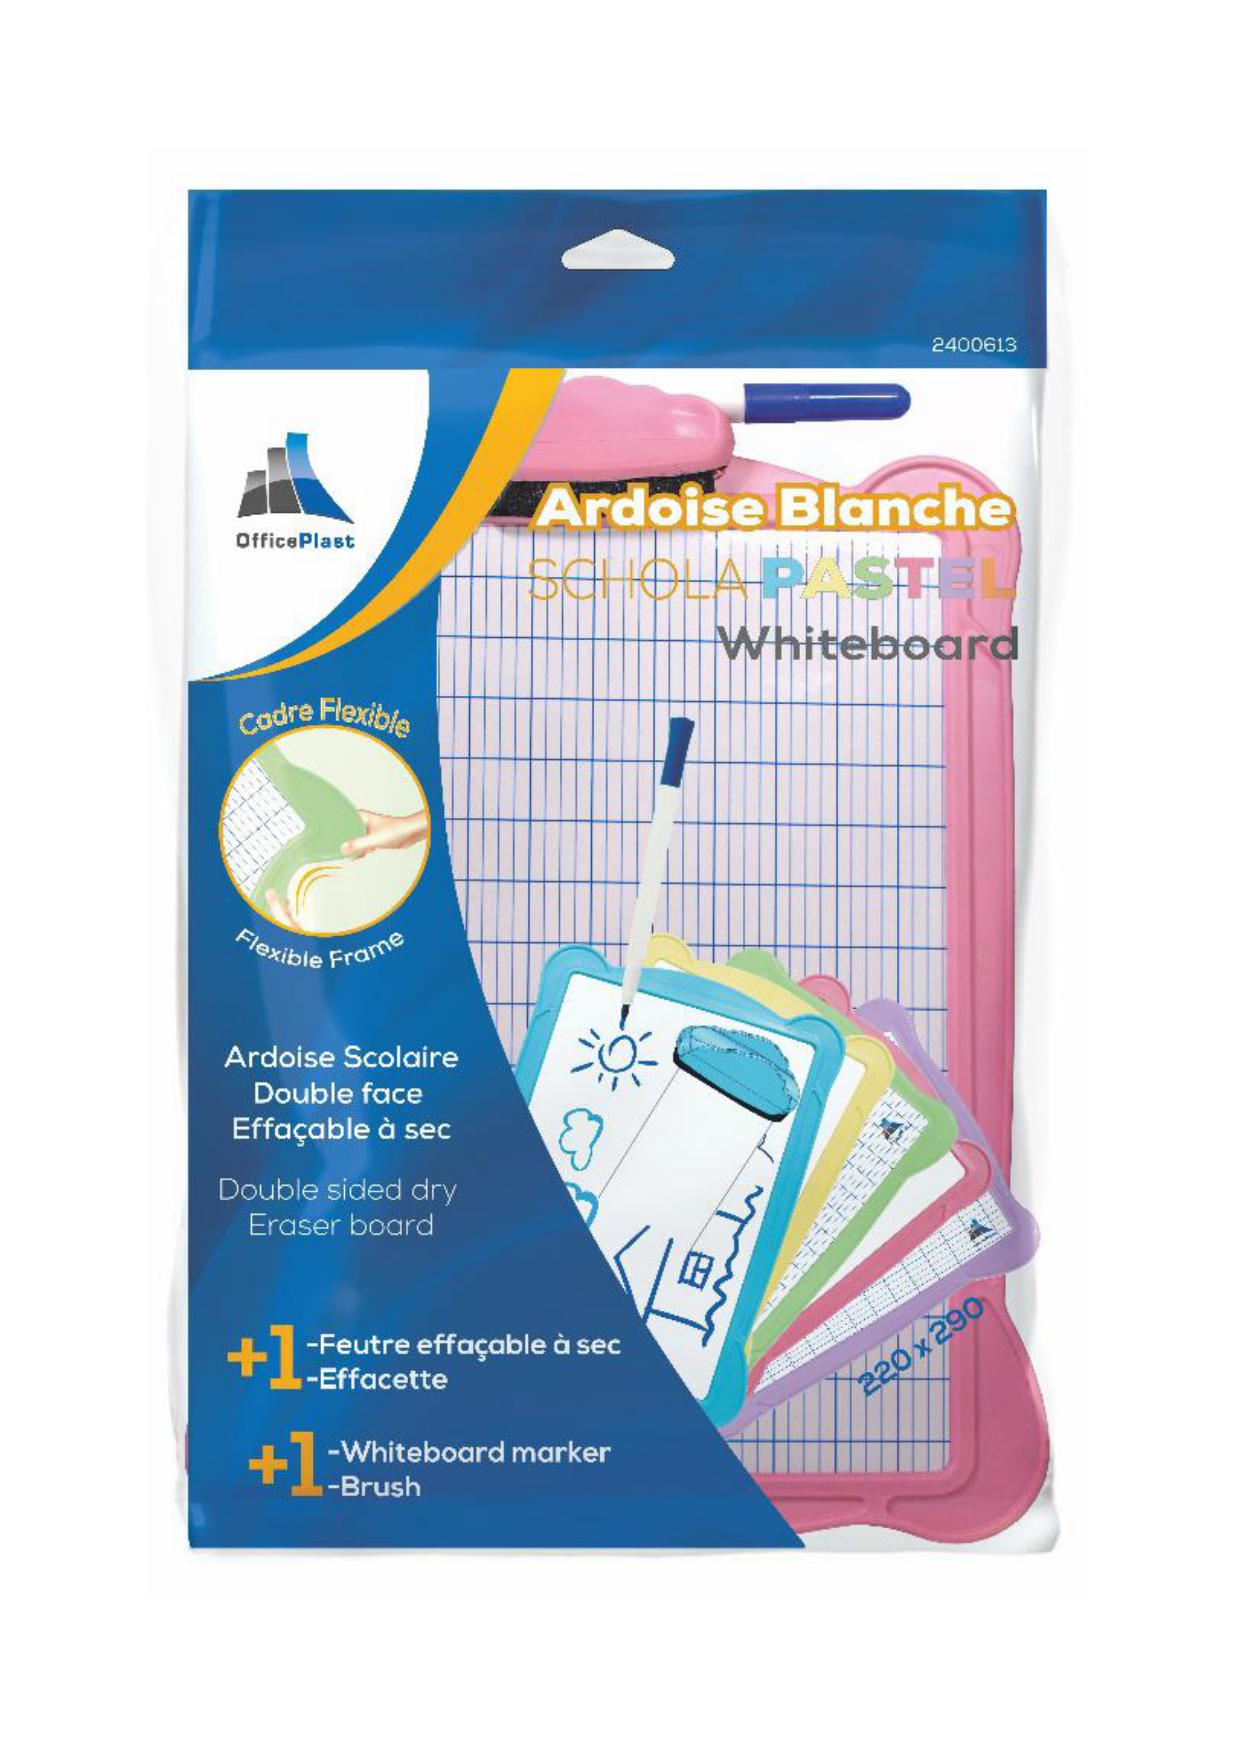 2400613
OfficePlast
Ardoise Blanche
SCHOLA PASTEL
Whiteboard
Cadre Flexible
Flexible Frame
Ardoise Scolaire
Double face
Effaçable à sec
Double sided dry
Eraser board
+1 -Feutre effaçable à sec
-Effacette
+1 -Whiteboard marker
-Brush
220 x 290